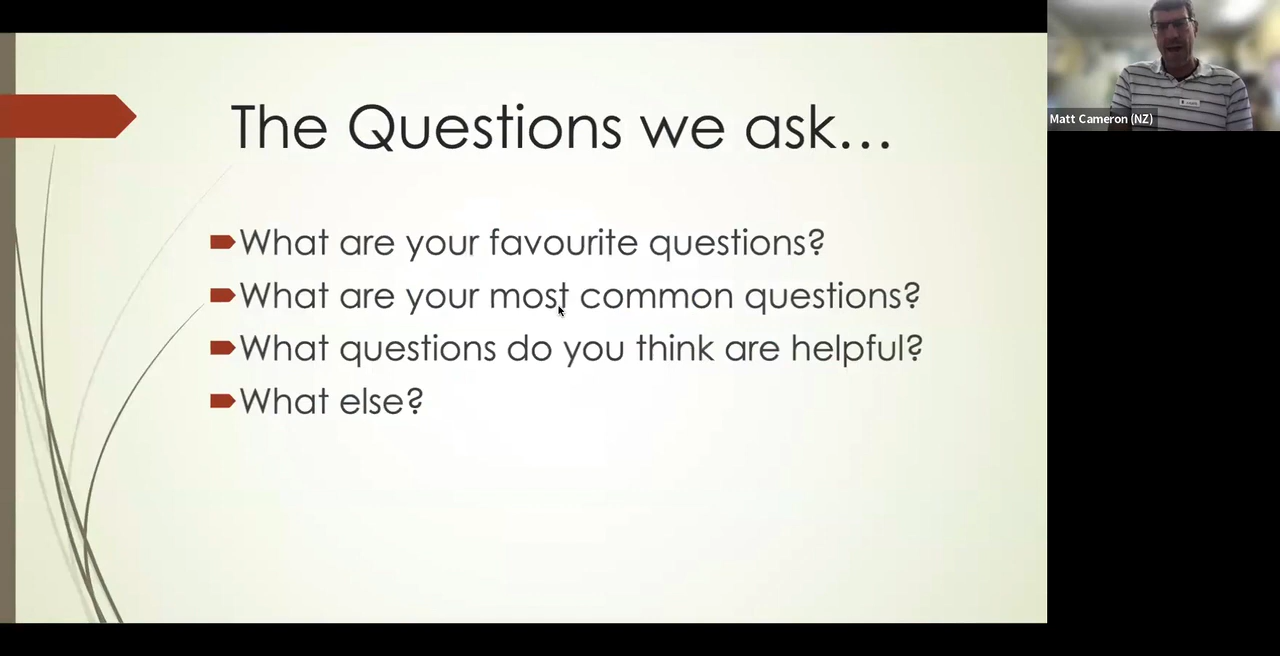 The Questions we ask...
What are your favourite questions?
What are your most common questions?
What questions do you think are helpful?
What else?
Matt Cameron (NZ)